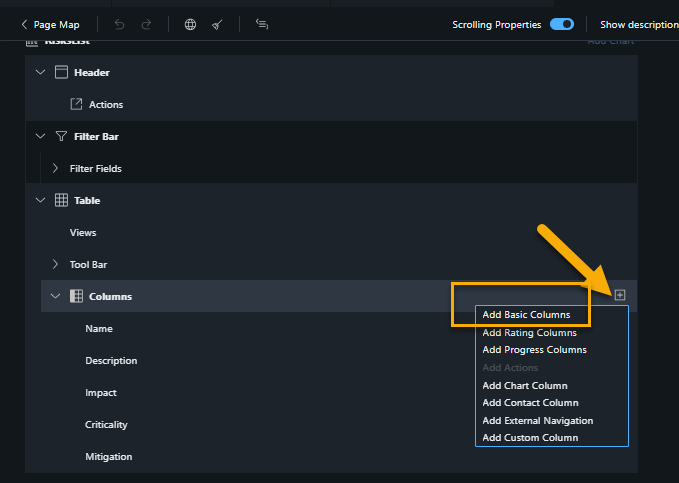 Page Map
Scrolling Properties
Show description
RisksList
Add Chart
Header
Actions
Filter Bar
Filter Fields
Table
Views
Tool Bar
Columns
Add Basic Columns
Add Rating Columns
Name
Add Progress Columns
Description
Add Actions
Add Chart Column
Impact
Add Contact Column
Criticality
Add External Navigation
Add Custom Column
Mitigation